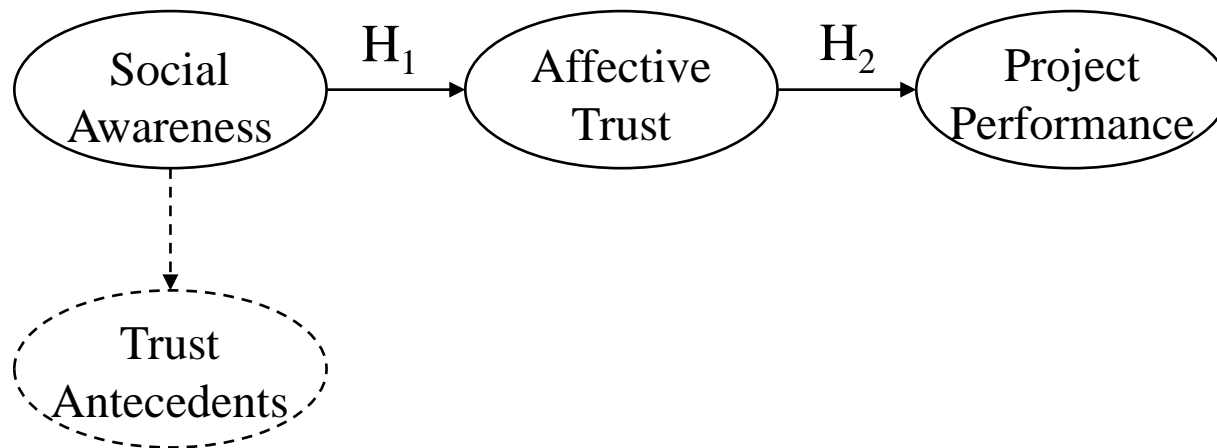 Social
Awareness
H₁
Affective
Trust
H₂
Project
Performance
Trust
Antecedents